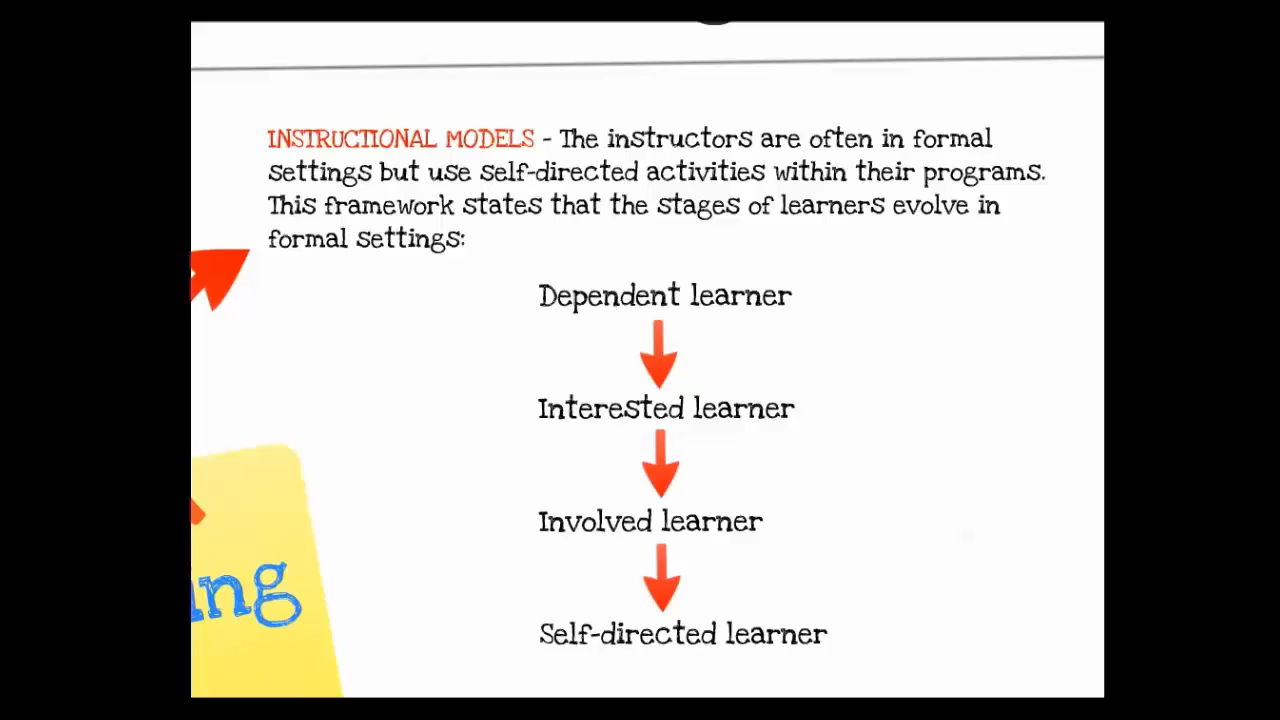 INSTRUCTIONAL MODELS - The instructors are often in formal
settings but use self-directed activities within their programs.
This framework states that the stages of learners evolve in
formal settings:
Dependent learner
Interested learner
Involved learner
Self-directed learner